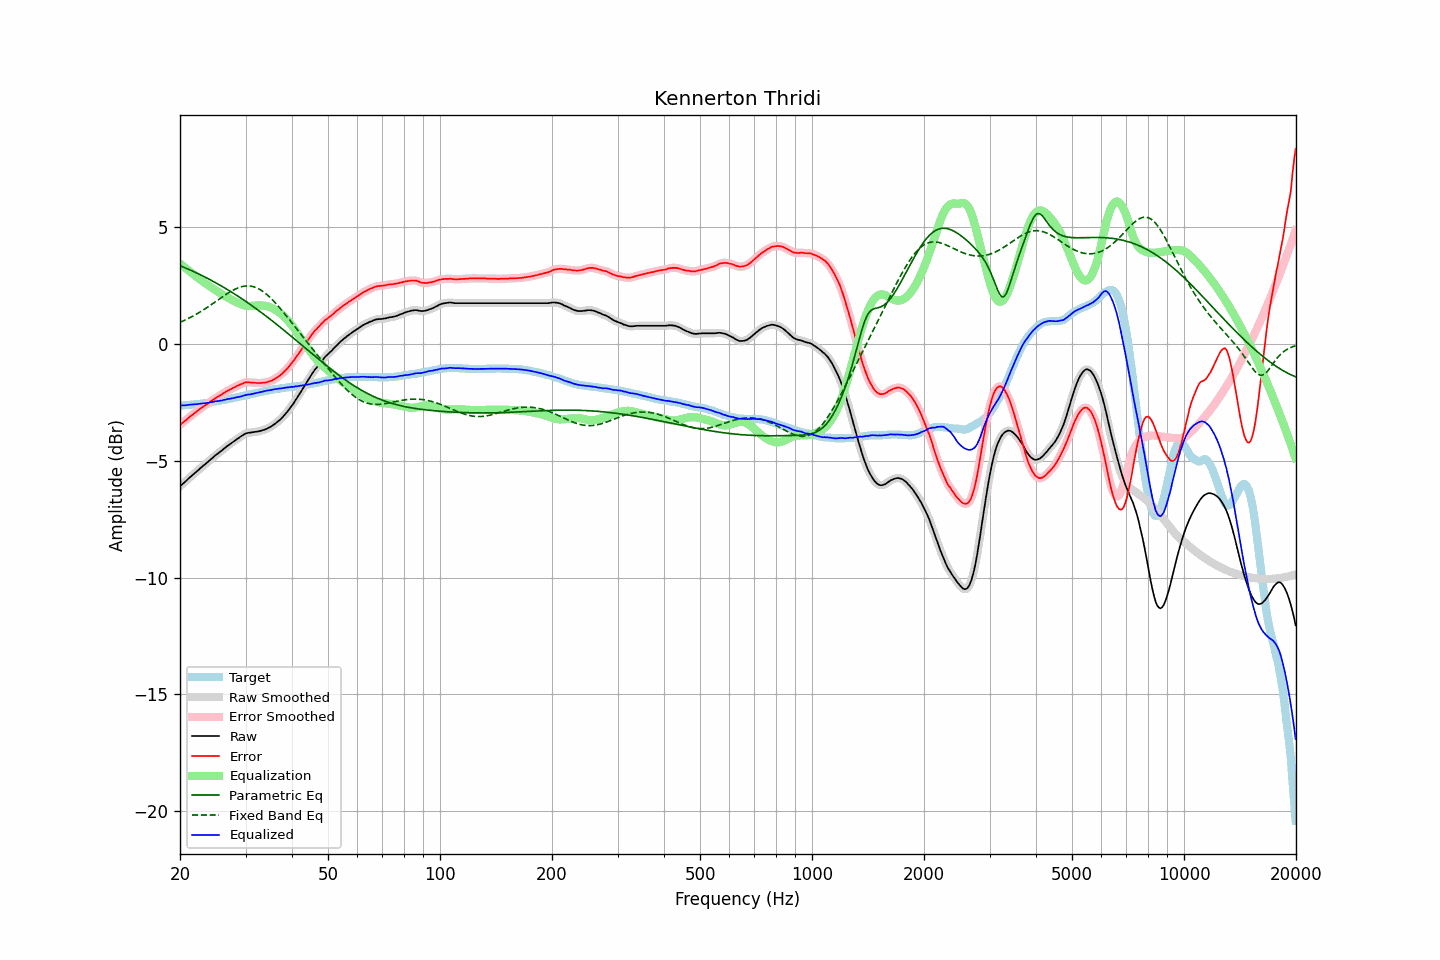 Kennerton Thridi
Amplitude (dBr)
5
0
−5
−10
−15
−20
Target
Raw Smoothed
Error Smoothed
Raw
Error
Equalization
Parametric Eq
Fixed Band Eq
Equalized
20 50 100 200 500 1000 2000 5000 10000 20000
Frequency (Hz)